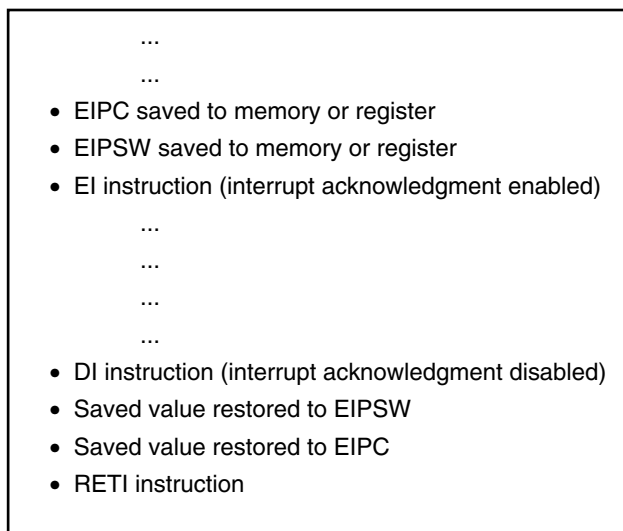 ...
...
• EIPC saved to memory or register
• EIPSW saved to memory or register
• EI instruction (interrupt acknowledgment enabled)
...
...
...
...
• DI instruction (interrupt acknowledgment disabled)
• Saved value restored to EIPSW
• Saved value restored to EIPC
• RETI instruction